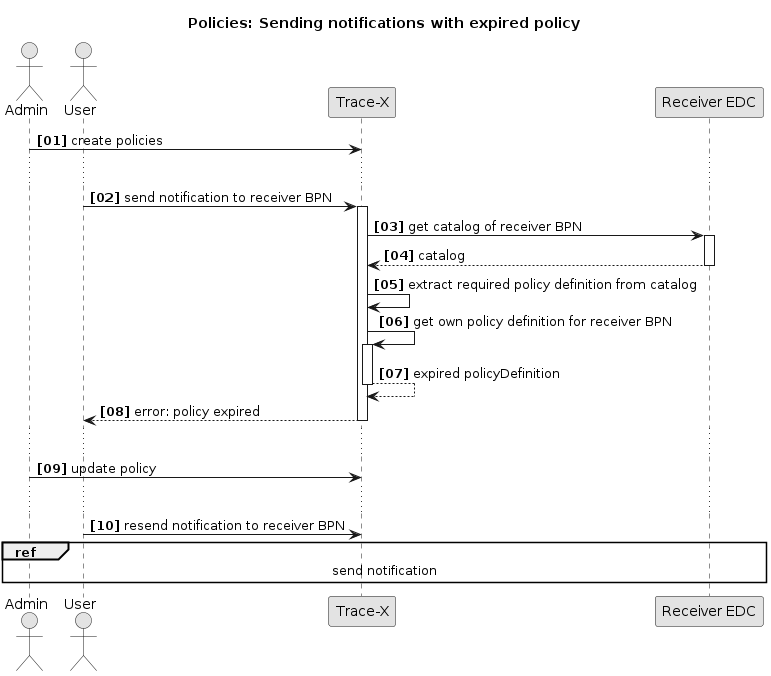 Policies: Sending notifications with expired policy
Admin
User
Trace-X
Receiver EDC
[01] create policies
[02] send notification to receiver BPN
[03] get catalog of receiver BPN
[04] catalog
[05] extract required policy definition from catalog
[06] get own policy definition for receiver BPN
[07] expired policyDefinition
[08] error: policy expired
[09] update policy
[10] resend notification to receiver BPN
ref
send notification
Admin
User
Trace-X
Receiver EDC